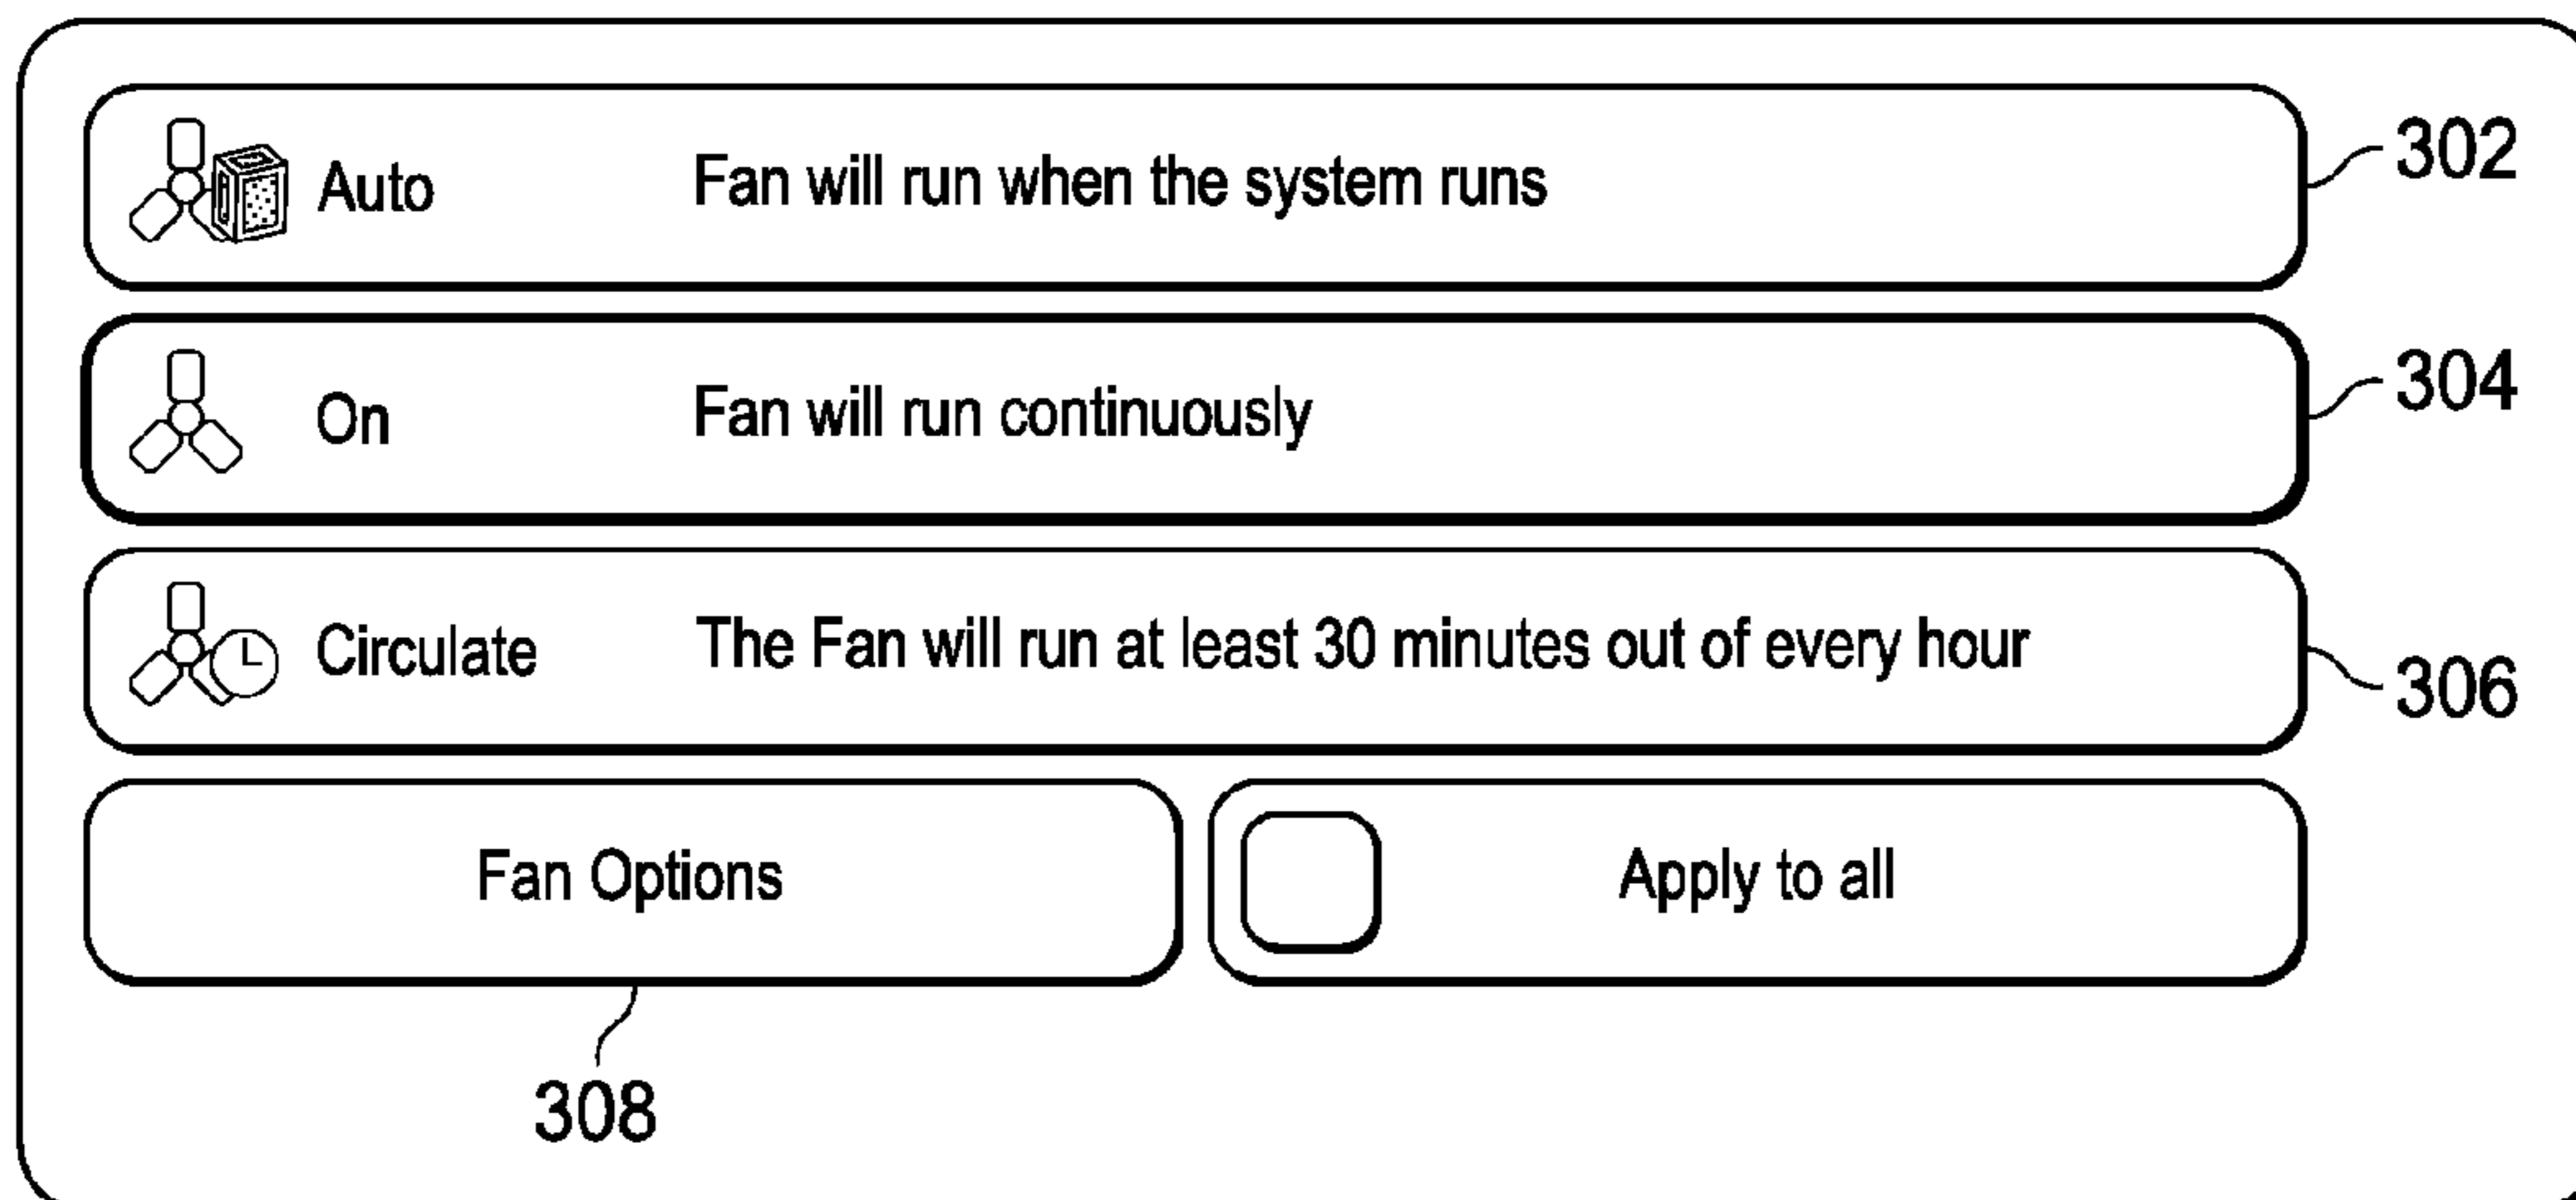 Auto Fan will run when the system runs 302
On Fan will run continuously 304
Circulate The Fan will run at least 30 minutes out of every hour 306
Fan Options Apply to all
308